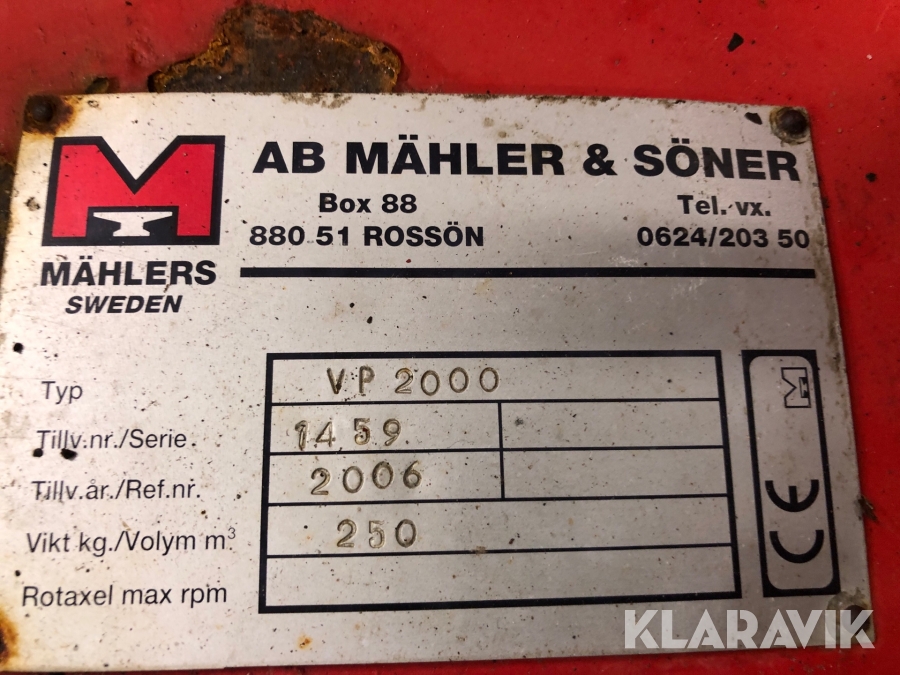 M
AB MÄHLER & SÖNER
Box 88 Tel. vx.
880 51 ROSSÖN 0624/203 50
MÄHLERS
SWEDEN
Typ VP 2000
Tillv.nr./Serie 1459
Tillv.år./Ref.nr. 2006
Vikt kg./Volym m³ 250
Rotaxel max rpm
M
CE
KLARAVIK